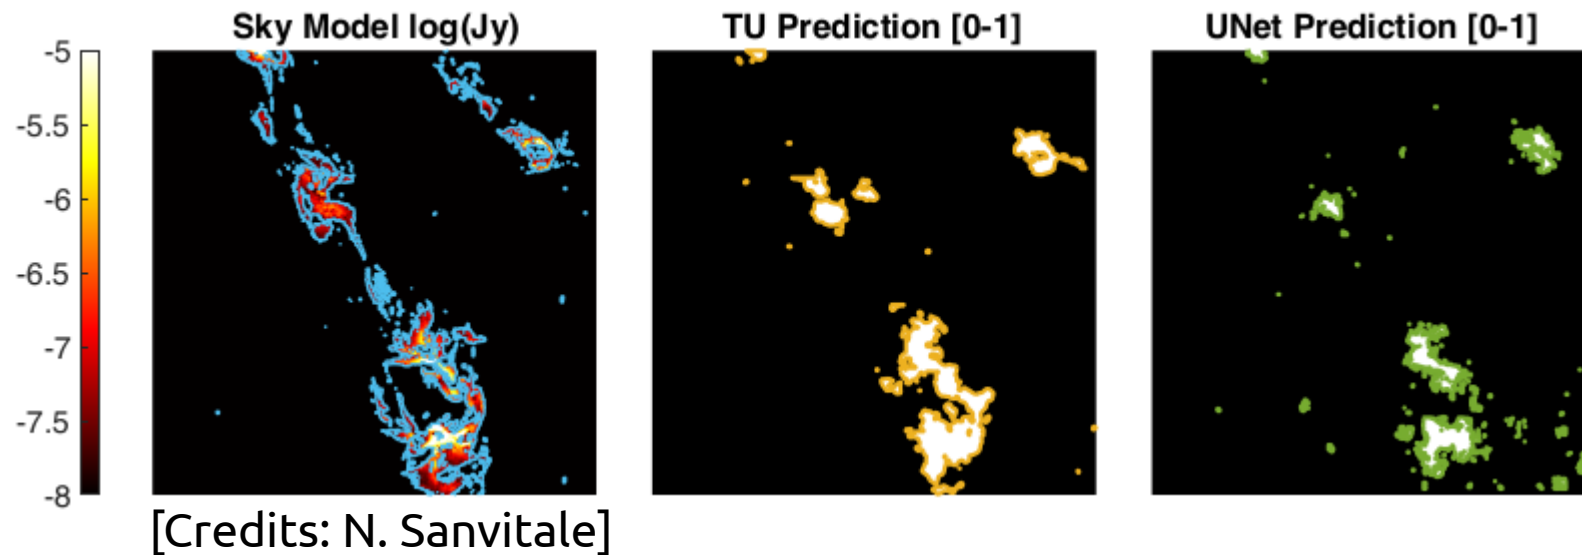 Sky Model log(Jy)
TU Prediction [0-1]
UNet Prediction [0-1]
-5
-5.5
-6
-6.5
-7
-7.5
-8
[Credits: N. Sanvitale]